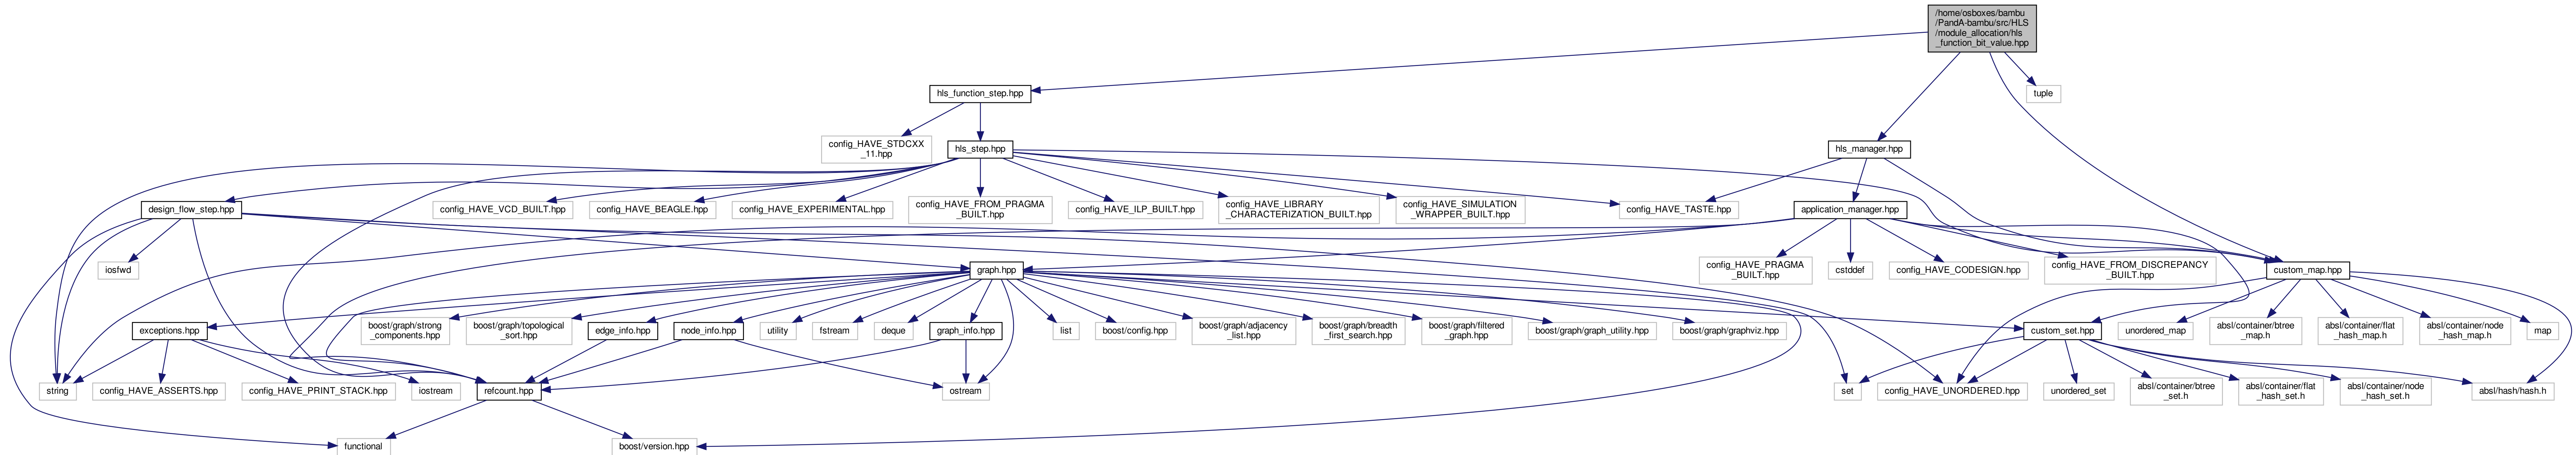 /home/osboxes/bambu
/PandA-bambu/src/HLS
/module_allocation/hls
_function_bit_value.hpp
hls_function_step.hpp
tuple
config_HAVE_STDCXX
_11.hpp
hls_step.hpp
hls_manager.hpp
design_flow_step.hpp
config_HAVE_VCD_BUILT.hpp
config_HAVE_BEAGLE.hpp
config_HAVE_EXPERIMENTAL.hpp
config_HAVE_FROM_PRAGMA
_BUILT.hpp
config_HAVE_ILP_BUILT.hpp
config_HAVE_LIBRARY
_CHARACTERIZATION_BUILT.hpp
config_HAVE_SIMULATION
_WRAPPER_BUILT.hpp
config_HAVE_TASTE.hpp
application_manager.hpp
iosfwd
graph.hpp
config_HAVE_PRAGMA
_BUILT.hpp
cstddef
config_HAVE_CODESIGN.hpp
config_HAVE_FROM_DISCREPANCY
_BUILT.hpp
custom_map.hpp
exceptions.hpp
boost/graph/strong
_components.hpp
boost/graph/topological
_sort.hpp
edge_info.hpp
node_info.hpp
utility
fstream
deque
graph_info.hpp
list
boost/config.hpp
boost/graph/adjacency
_list.hpp
boost/graph/breadth
_first_search.hpp
boost/graph/filtered
_graph.hpp
boost/graph/graph_utility.hpp
boost/graph/graphviz.hpp
custom_set.hpp
unordered_map
absl/container/btree
_map.h
absl/container/flat
_hash_map.h
absl/container/node
_hash_map.h
map
string
config_HAVE_ASSERTS.hpp
config_HAVE_PRINT_STACK.hpp
iostream
refcount.hpp
ostream
set
config_HAVE_UNORDERED.hpp
unordered_set
absl/container/btree
_set.h
absl/container/flat
_hash_set.h
absl/container/node
_hash_set.h
absl/hash/hash.h
functional
boost/version.hpp